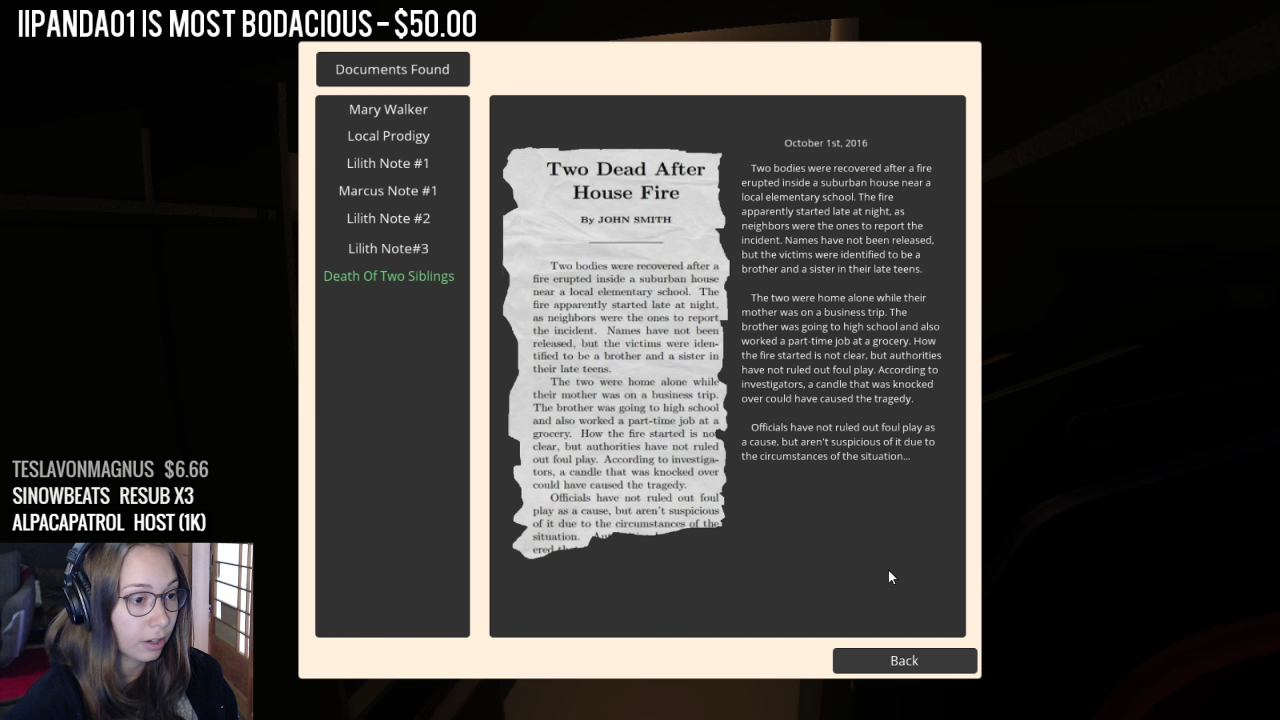 IIPANDA01 IS MOST BODACIOUS - $50.00
Documents Found
Mary Walker
Local Prodigy
Lilith Note #1
Marcus Note #1
Lilith Note #2
Lilith Note#3
Death Of Two Siblings
Two Dead After
House Fire
By JOHN SMITH
Two bodies were recovered after a
fire erupted inside a suburban house
near a local elementary school. The
fire apparently started late at night,
as neighbors were the ones to report
the incident. Names have not been
released, but the victims were iden-
tified to be a brother and a sister in
their late teens.
The two were home alone while
their mother was on a business trip.
The brother was going to high school
and also worked a part-time job at a
grocery. How the fire started is not
clear, but authorities have not ruled
out foul play. According to investiga-
tors, a candle that was knocked over
could have caused the tragedy.
Officials have not ruled out foul
play as a cause, but aren't suspicious
of it due to the circumstances of the
situation.
ered
October 1st, 2016
Two bodies were recovered after a fire
erupted inside a suburban house near a
local elementary school. The fire
apparently started late at night, as
neighbors were the ones to report the
incident. Names have not been released,
but the victims were identified to be a
brother and a sister in their late teens.
The two were home alone while their
mother was on a business trip. The
brother was going to high school and also
worked a part-time job at a grocery. How
the fire started is not clear, but authorities
have not ruled out foul play. According to
investigators, a candle that was knocked
over could have caused the tragedy.
Officials have not ruled out foul play as
a cause, but aren't suspicious of it due to
the circumstances of the situation...
Back
TESLAVONMAGNUS $6.66
SINOWBEATS RESUB X3
ALPACAPATROL HOST (1K)